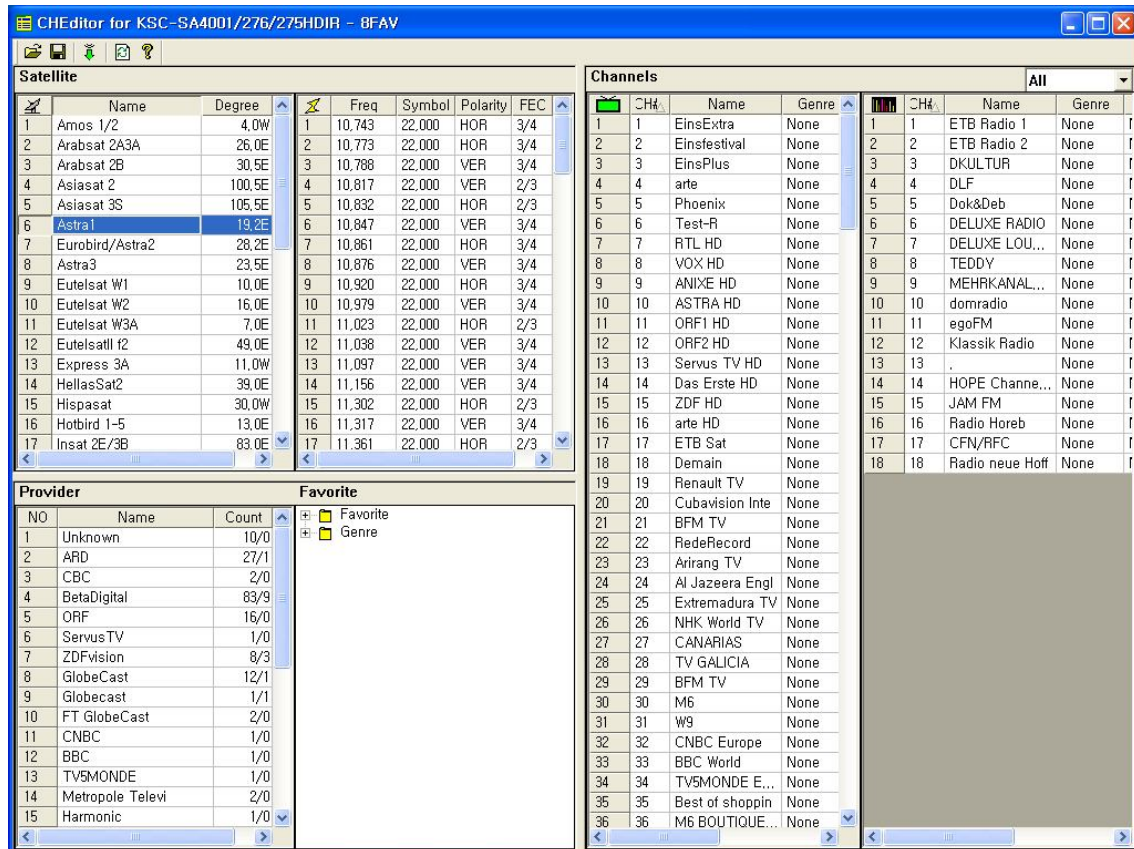 CHEditor for KSC-SA4001/276/275HDIR - 8FAV
Satellite
Name Degree
1 Amos 1/2 4,0W
2 Arabsat 2A3A 26,0E
3 Arabsat 2B 30,5E
4 Asiasat 2 100,5E
5 Asiasat 3S 105,5E
6 Astra1 19,2E
7 Eurobird/Astra2 28,2E
8 Astra3 23,5E
9 Eutelsat W1 10,0E
10 Eutelsat W2 16,0E
11 Eutelsat W3A 7,0E
12 Eutelsatll f2 49,0E
13 Express 3A 11,0W
14 HellasSat2 39,0E
15 Hispasat 30,0W
16 Hotbird 1-5 13,0E
17 Insat 2E/3B 83,0E
Freq Symbol Polarity FEC
1 10,743 22,000 HOR 3/4
2 10,773 22,000 HOR 3/4
3 10,788 22,000 VER 3/4
4 10,817 22,000 VER 2/3
5 10,832 22,000 HOR 2/3
6 10,847 22,000 VER 3/4
7 10,861 22,000 HOR 3/4
8 10,876 22,000 VER 3/4
9 10,920 22,000 HOR 3/4
10 10,979 22,000 VER 3/4
11 11,023 22,000 HOR 2/3
12 11,038 22,000 VER 3/4
13 11,097 22,000 VER 3/4
14 11,156 22,000 VER 3/4
15 11,302 22,000 HOR 2/3
16 11,317 22,000 VER 3/4
17 11,361 22,000 HOR 2/3
Provider
NO Name Count
1 Unknown 10/0
2 ARD 27/1
3 CBC 2/0
4 BetaDigital 83/9
5 ORF 16/0
6 ServusTV 1/0
7 ZDFvision 8/3
8 GlobeCast 12/1
9 Globecast 1/1
10 FT GlobeCast 2/0
11 CNBC 1/0
12 BBC 1/0
13 TV5MONDE 1/0
14 Metropole Televi 2/0
15 Harmonic 1/0
Favorite
Favorite
Genre
Channels
All
CH# Name Genre
1 1 EinsExtra None
2 2 Einsfestival None
3 3 EinsPlus None
4 4 arte None
5 5 Phoenix None
6 6 Test-R None
7 7 RTL HD None
8 8 VOX HD None
9 9 ANIXE HD None
10 10 ASTRA HD None
11 11 ORF1 HD None
12 12 ORF2 HD None
13 13 Servus TV HD None
14 14 Das Erste HD None
15 15 ZDF HD None
16 16 arte HD None
17 17 ETB Sat None
18 18 Demain None
19 19 Renault TV None
20 20 Cubavision Inte None
21 21 BFM TV None
22 22 RedeRecord None
23 23 Arirang TV None
24 24 Al Jazeera Engl None
25 25 Extremadura TV None
26 26 NHK World TV None
27 27 CANARIAS None
28 28 TV GALICIA None
29 29 BFM TV None
30 30 M6 None
31 31 W9 None
32 32 CNBC Europe None
33 33 BBC World None
34 34 TV5MONDE E... None
35 35 Best of shoppin None
36 36 M6 BOUTIQUE... None
CH# Name Genre
1 1 ETB Radio 1 None
2 2 ETB Radio 2 None
3 3 DKULTUR None
4 4 DLF None
5 5 Dok&Deb None
6 6 DELUXE RADIO None
7 7 DELUXE LOU... None
8 8 TEDDY None
9 9 MEHRKANAL... None
10 10 domradio None
11 11 egoFM None
12 12 Klassik Radio None
13 13 . None
14 14 HOPE Channe... None
15 15 JAM FM None
16 16 Radio Horeb None
17 17 CFN/RFC None
18 18 Radio neue Hoff None